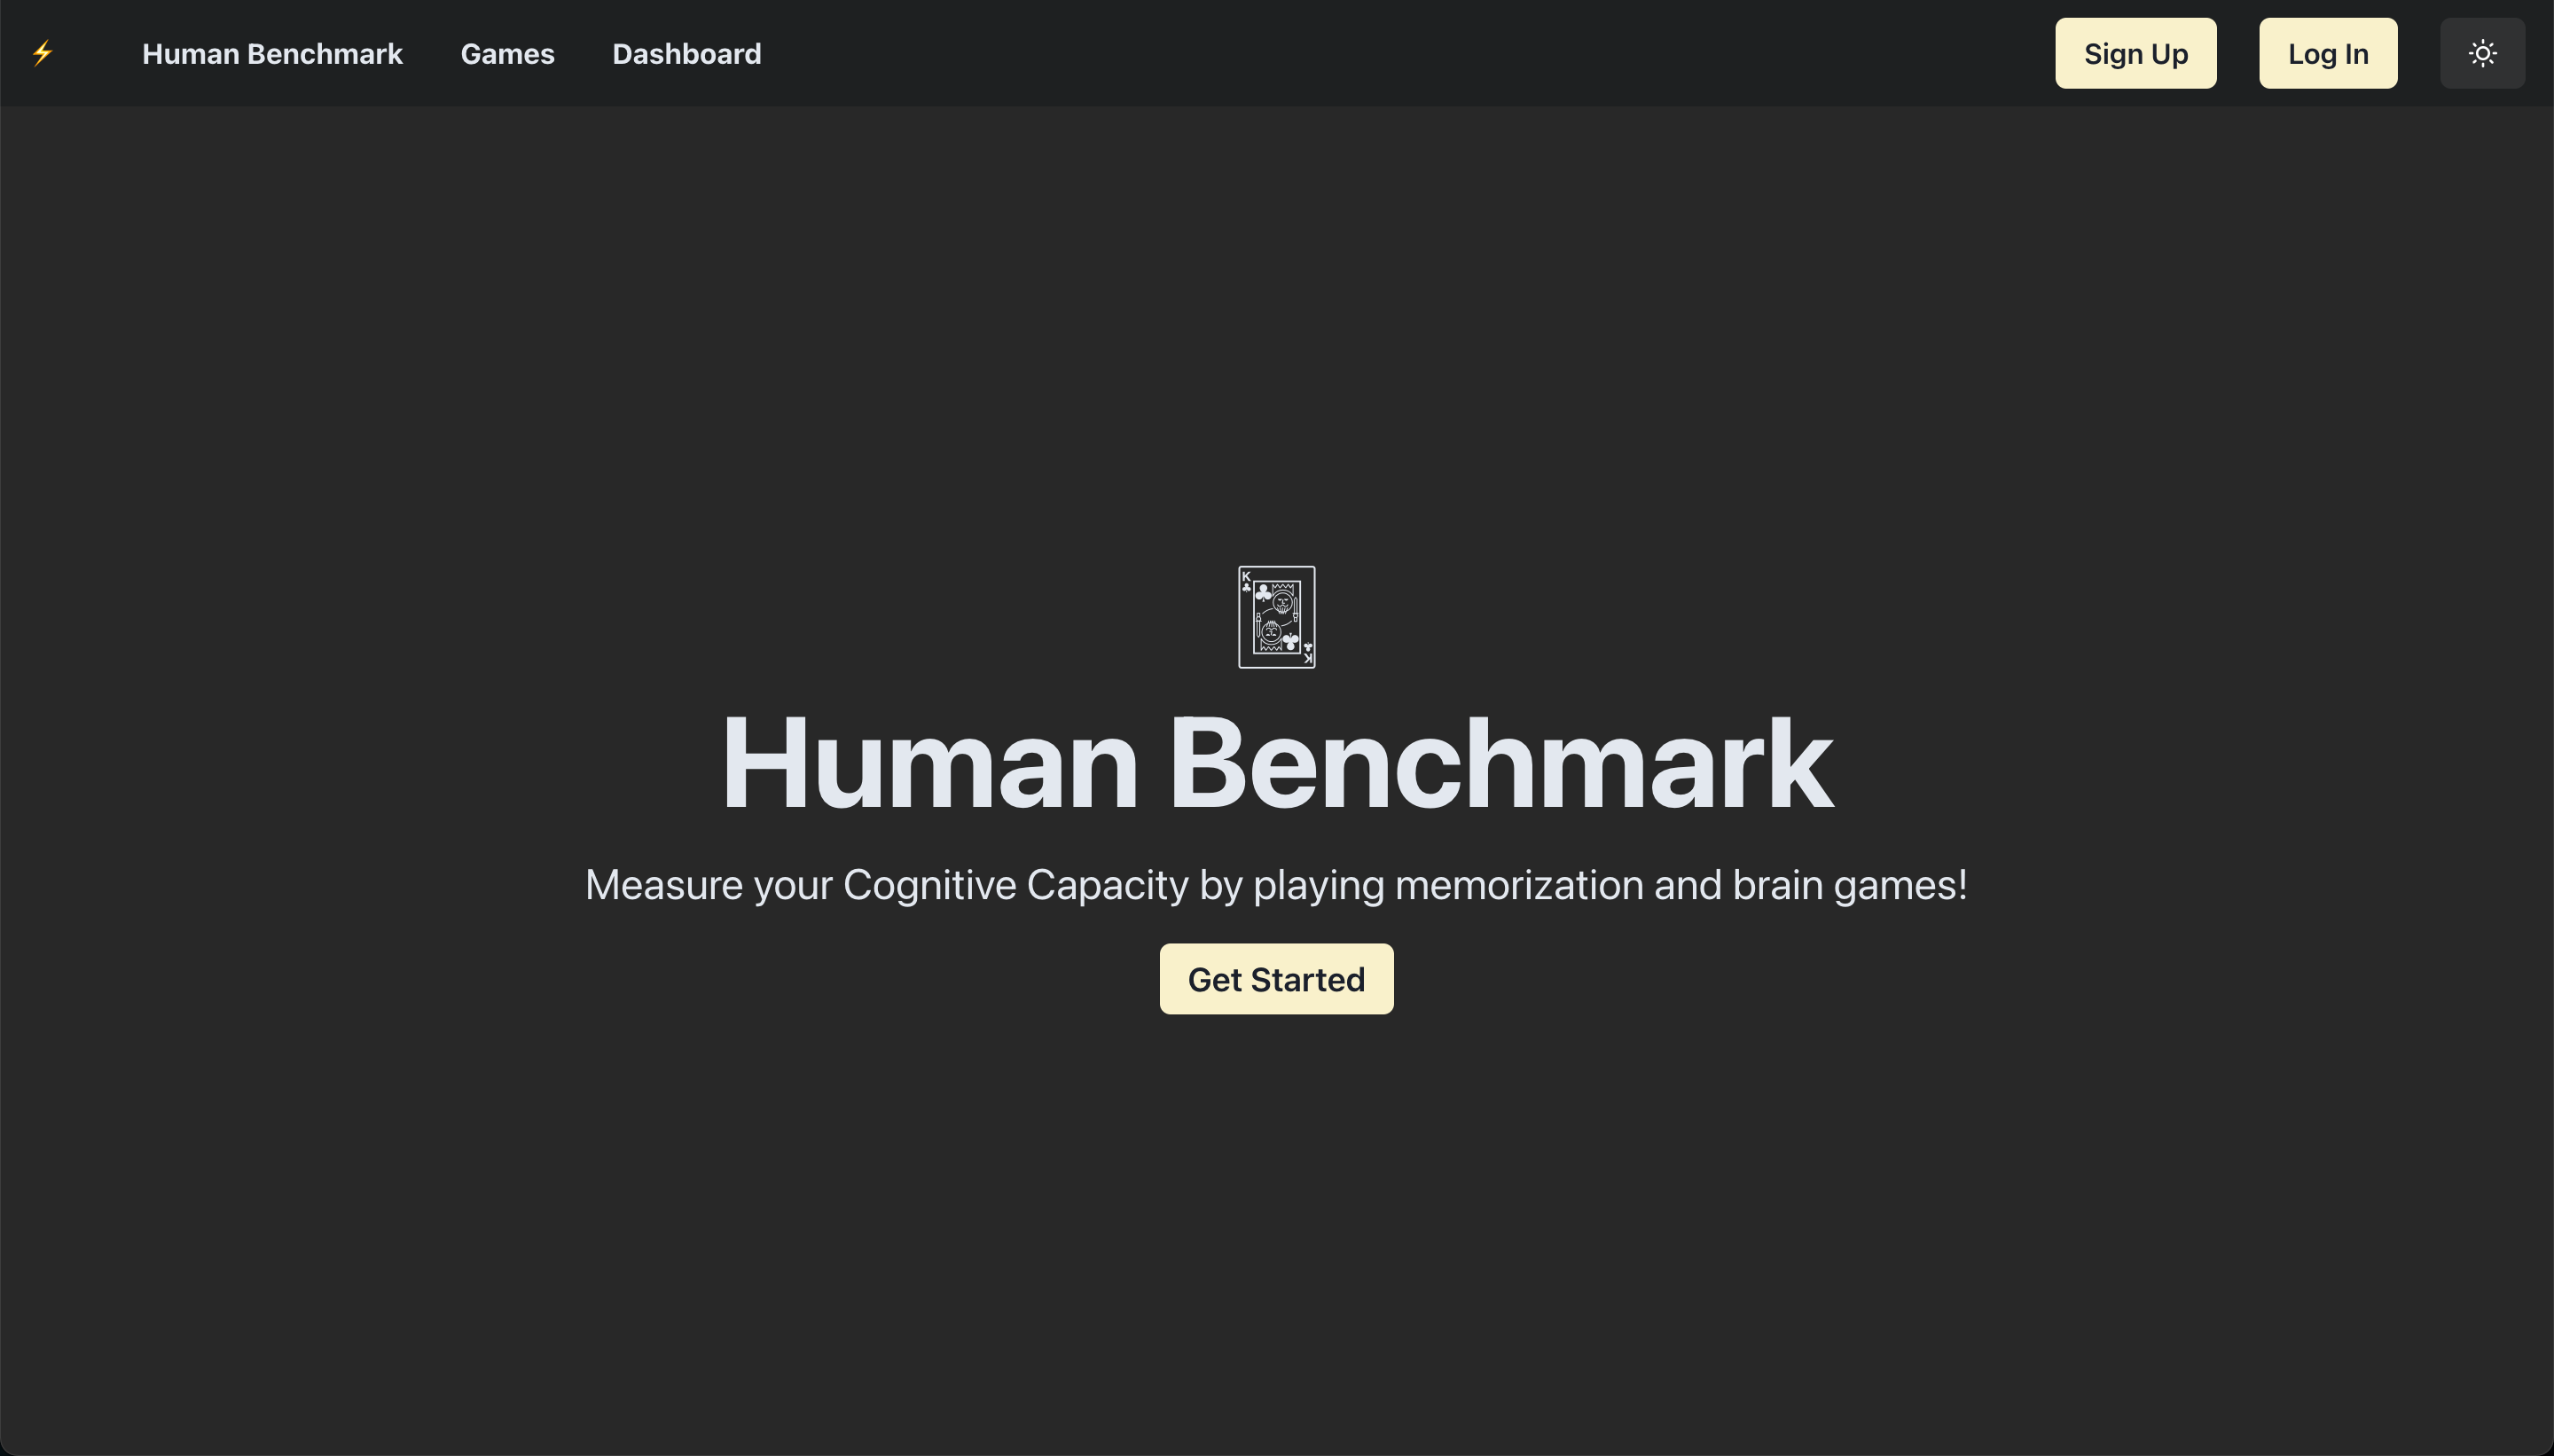 Human Benchmark Games Dashboard Sign Up Log In
K
K
Human Benchmark
Measure your Cognitive Capacity by playing memorization and brain games!
Get Started